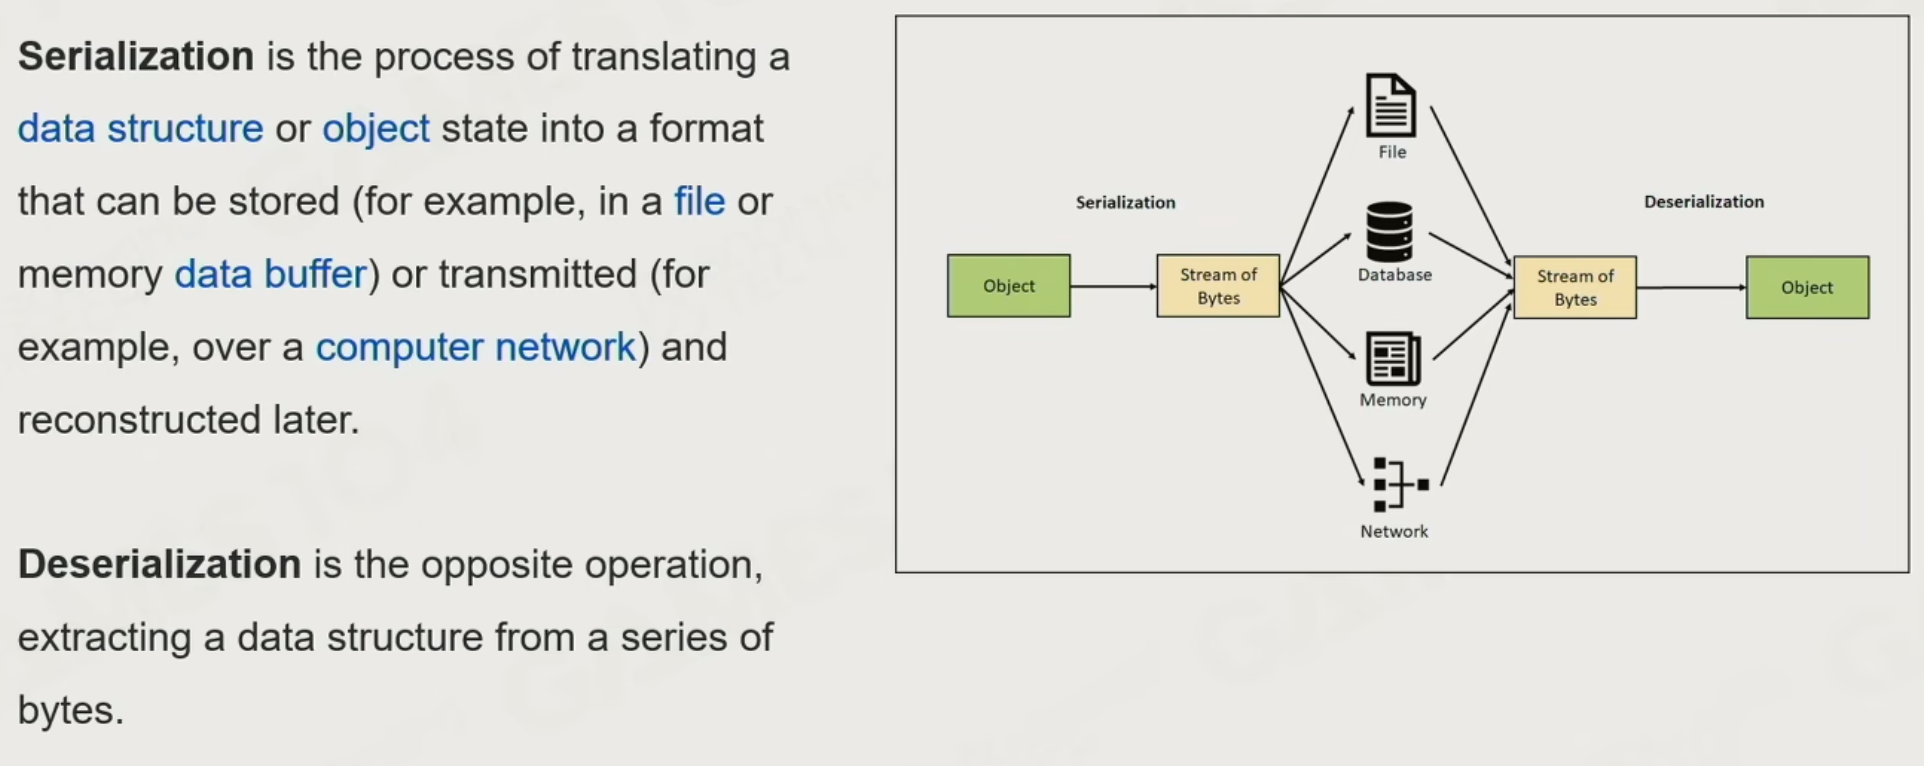 Serialization is the process of translating a
data structure or object state into a format
that can be stored (for example, in a file or
memory data buffer) or transmitted (for
example, over a computer network) and
reconstructed later.
Deserialization is the opposite operation,
extracting a data structure from a series of
bytes.
File
Serialization
Deserialization
Database
Object
Stream of
Bytes
Stream of
Bytes
Object
Memory
Network